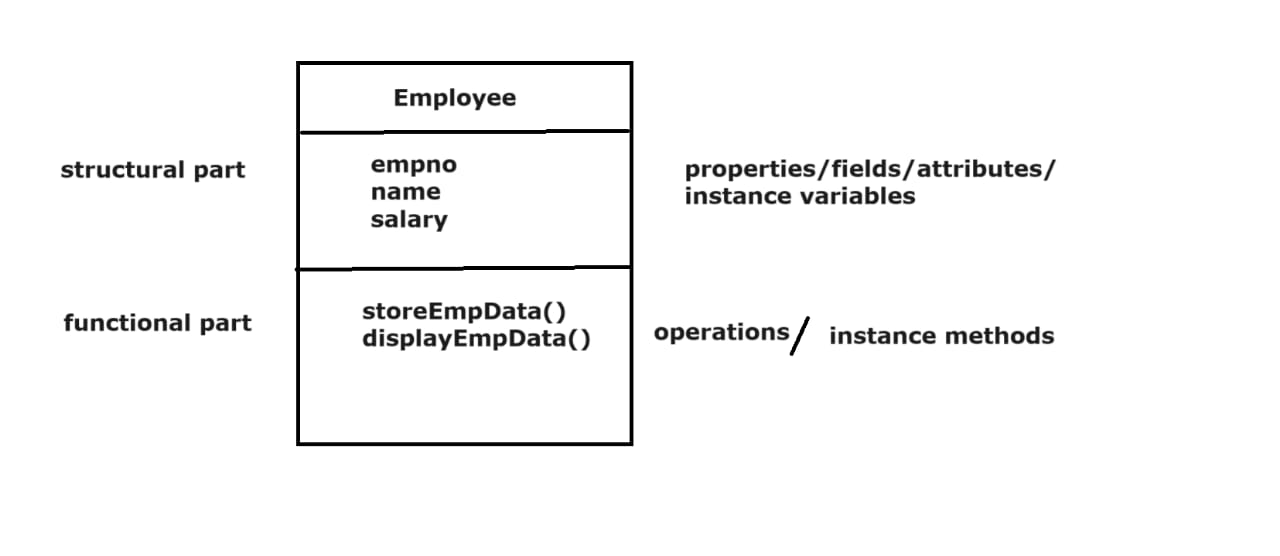 Employee
structural part
empno
name
salary
properties/fields/attributes/
instance variables
functional part
storeEmpData()
displayEmpData()
operations/ instance methods